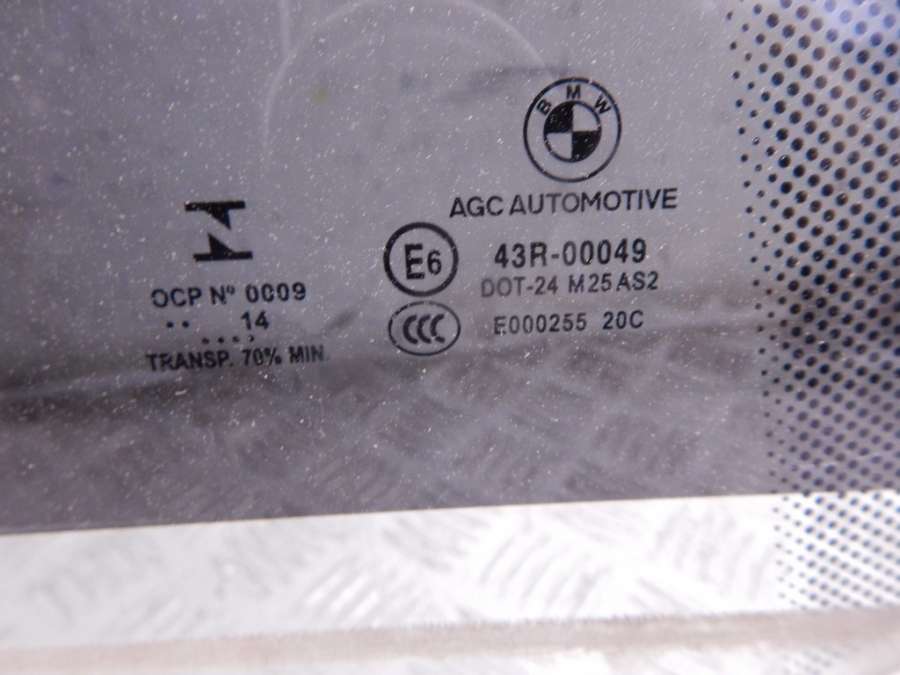 BMW
AGC AUTOMOTIVE
E6 43R-00049
DOT-24 M25 AS2
CCC E000255 20C
OCP Nº 0009
.. 14
....
TRANSP. 70% MIN.